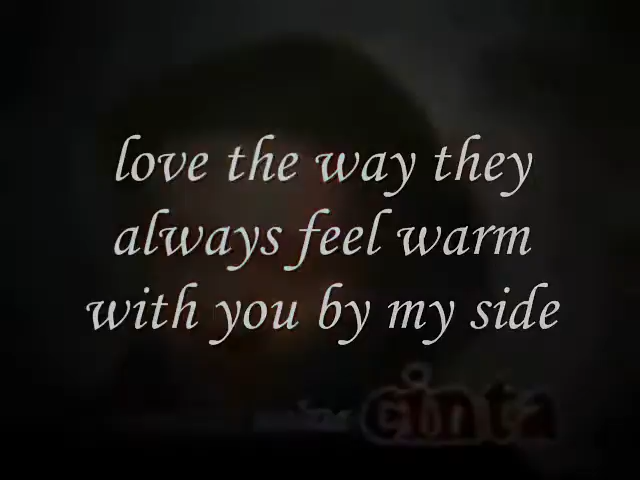 love the way they
always feel warm
with you by my side
cinta